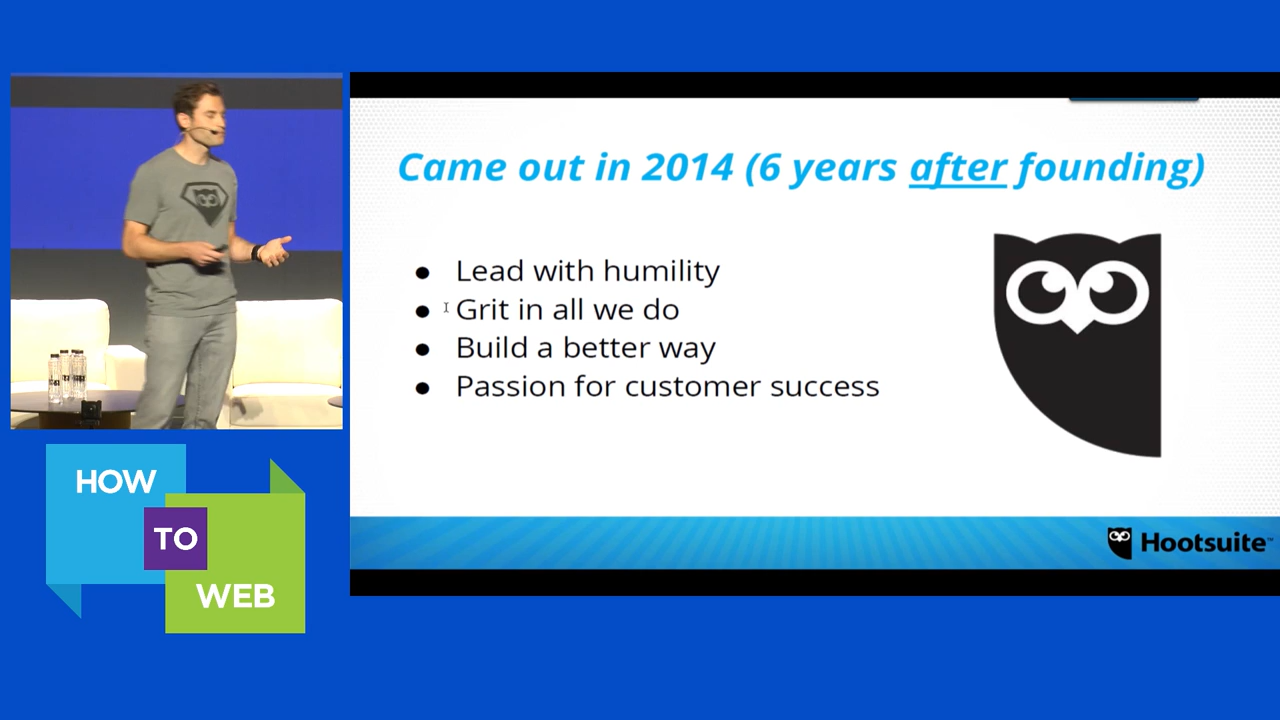 Came out in 2014 (6 years after founding)
● Lead with humility
● Grit in all we do
● Build a better way
● Passion for customer success
Hootsuite™
HOW
TO
WEB